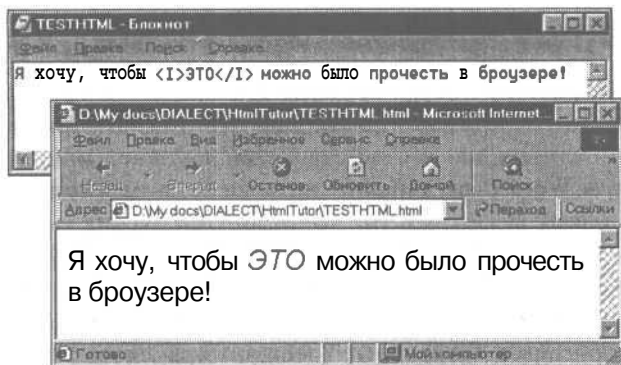 TESTHTML - Блокнот
Файл Правка Поиск Справка
Я хочу, чтобы <I>ЭТО</I> можно было прочесть в броузере!
D:\My docs\DIALECT\HtmlTutor\TESTHTML.html - Microsoft Internet...
Файл Правка Вид Избранное Сервис Справка
Назад Вперед Останов. Обновить Домой Поиск
Адрес D:\My docs\DIALECT\HtmlTutor\TESTHTML.html Переход Ссылки
Я хочу, чтобы ЭТО можно было прочесть
в броузере!
Готово Мой компьютер